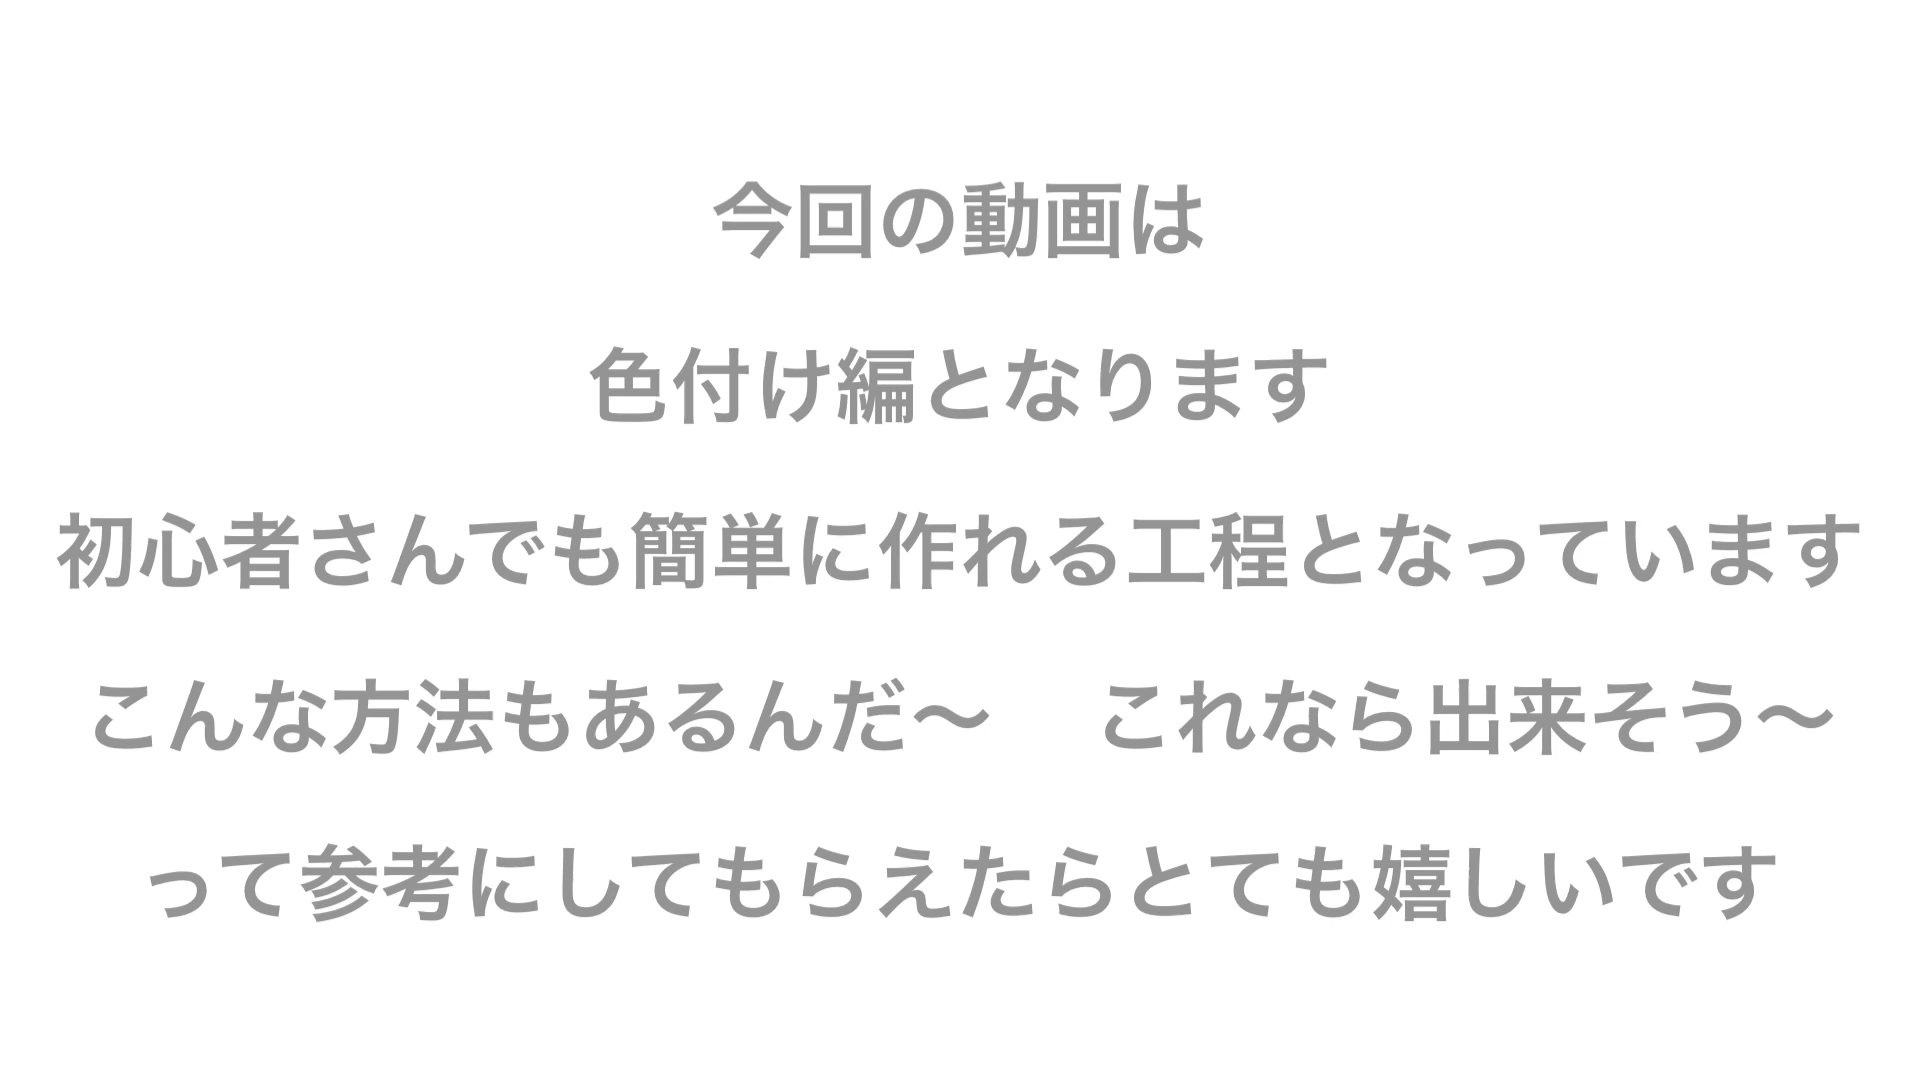 今回の動画は
色付け編となります
初心者さんでも簡単に作れる工程となっています
こんな方法もあるんだ〜　これなら出来そう〜
って参考にしてもらえたらとても嬉しいです